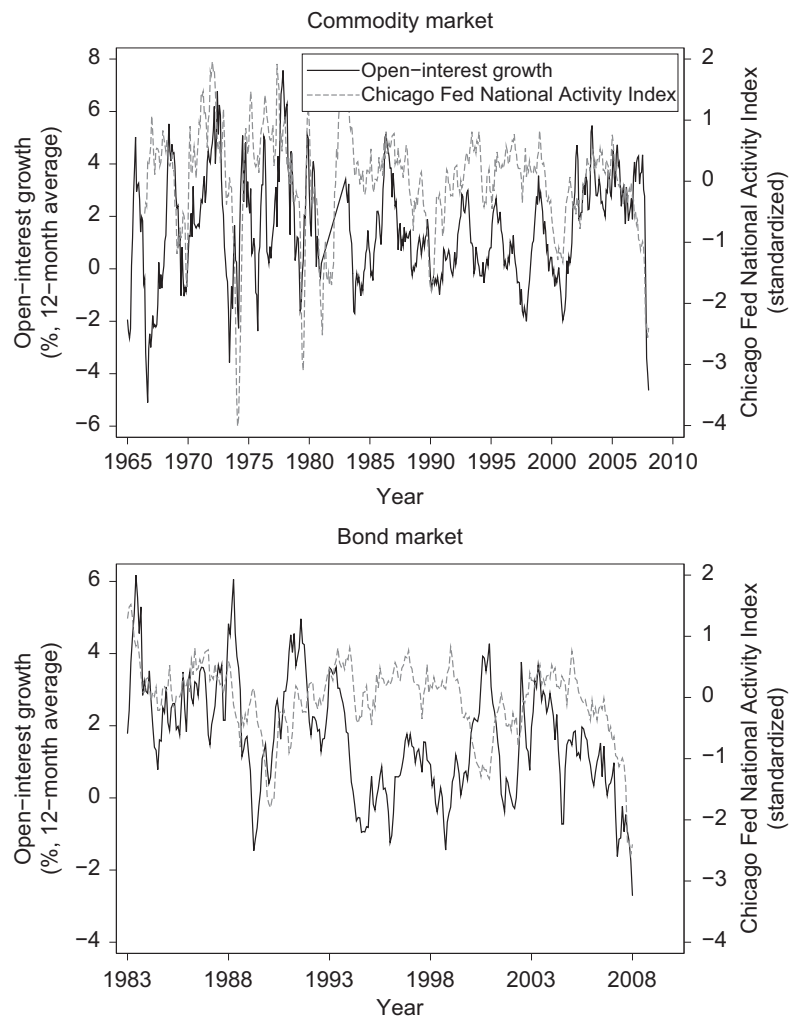 Commodity market
Open-interest growth
Chicago Fed National Activity Index
8
6
4
2
0
−2
−4
−6
Open-interest growth
(%, 12-month average)
2
1
0
−1
−2
−3
−4
Chicago Fed National Activity Index
(standardized)
1965 1970 1975 1980 1985 1990 1995 2000 2005 2010
Year
Bond market
6
4
2
0
−2
−4
Open-interest growth
(%, 12-month average)
2
1
0
−1
−2
−3
−4
Chicago Fed National Activity Index
(standardized)
1983 1988 1993 1998 2003 2008
Year